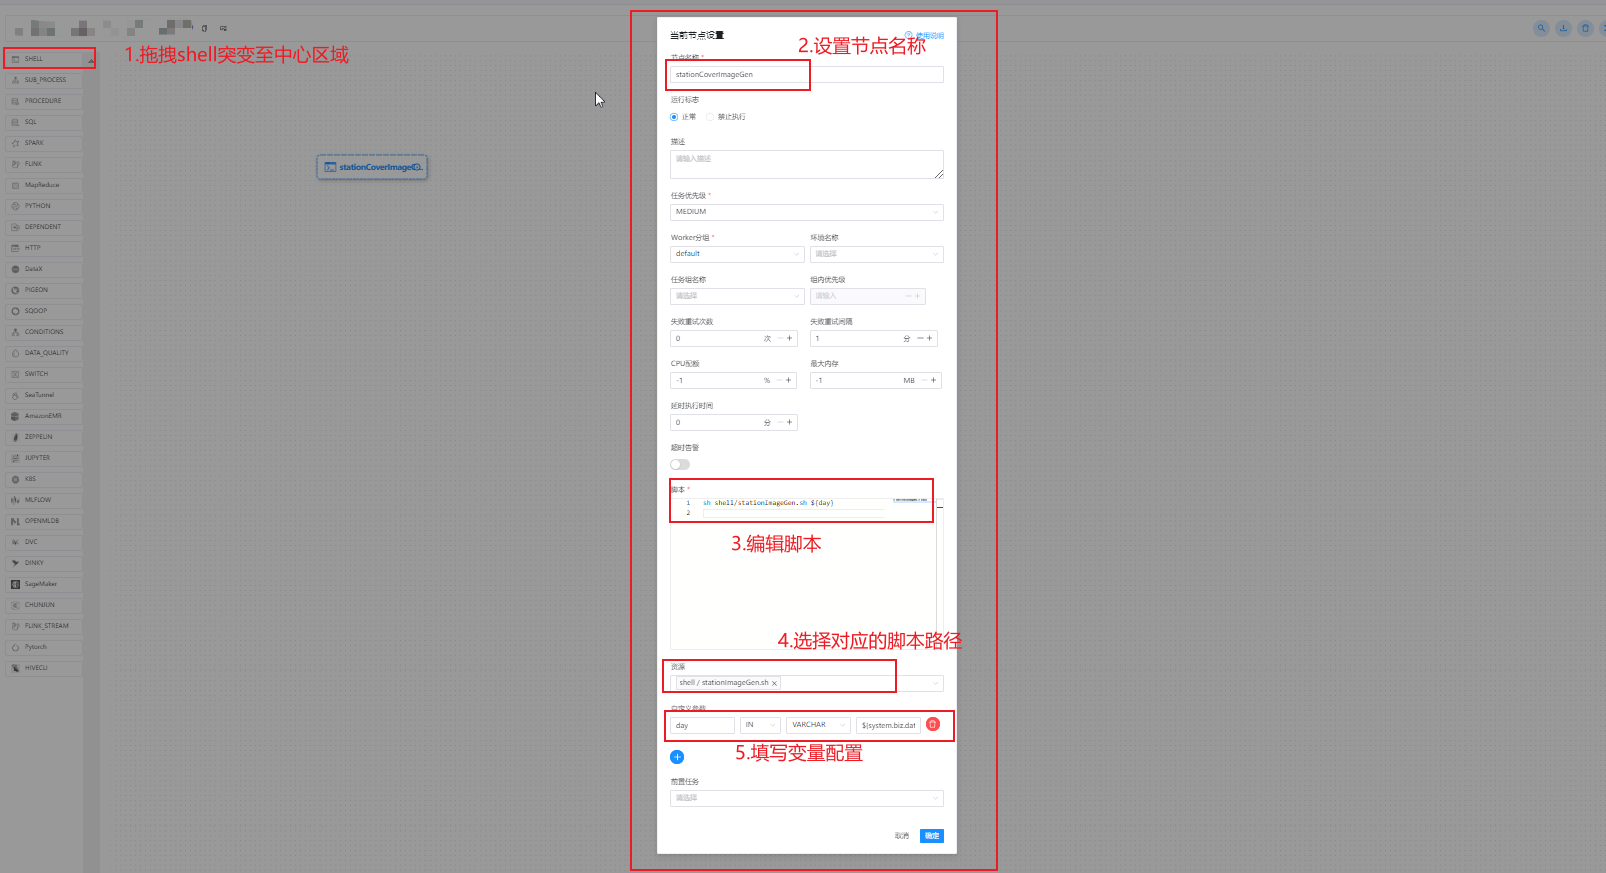 1.拖拽shell突变至中心区域
SHELL
SUB_PROCESS
PROCEDURE
SQL
SPARK
FLINK
MapReduce
PYTHON
DEPENDENT
HTTP
DataX
PIGEON
SQOOP
CONDITIONS
DATA_QUALITY
SWITCH
SeaTunnel
AmazonEMR
ZEPPELIN
JUPYTER
K8S
MLFLOW
OPENMLDB
DVC
DINKY
SageMaker
CHUNJUN
FLINK_STREAM
Pytorch
HIVECLI
stationCoverImageG...
当前节点设置
使用说明
2.设置节点名称
节点名称 *
stationCoverImageGen
运行标志
正常 禁止执行
描述
请输入描述
任务优先级 *
MEDIUM
Worker分组 * 环境名称
default 请选择
任务组名称 组内优先级
请选择 请输入
失败重试次数 失败重试间隔
0 次 1 分
CPU配额 最大内存
-1 % -1 MB
延时执行时间
0 分
超时告警
脚本 *
1 sh shell/stationImageGen.sh ${day}
2
3.编辑脚本
4.选择对应的脚本路径
资源
shell / stationImageGen.sh
自定义参数
day IN VARCHAR ${system.biz.dat
5.填写变量配置
前置任务
请选择
取消 确定